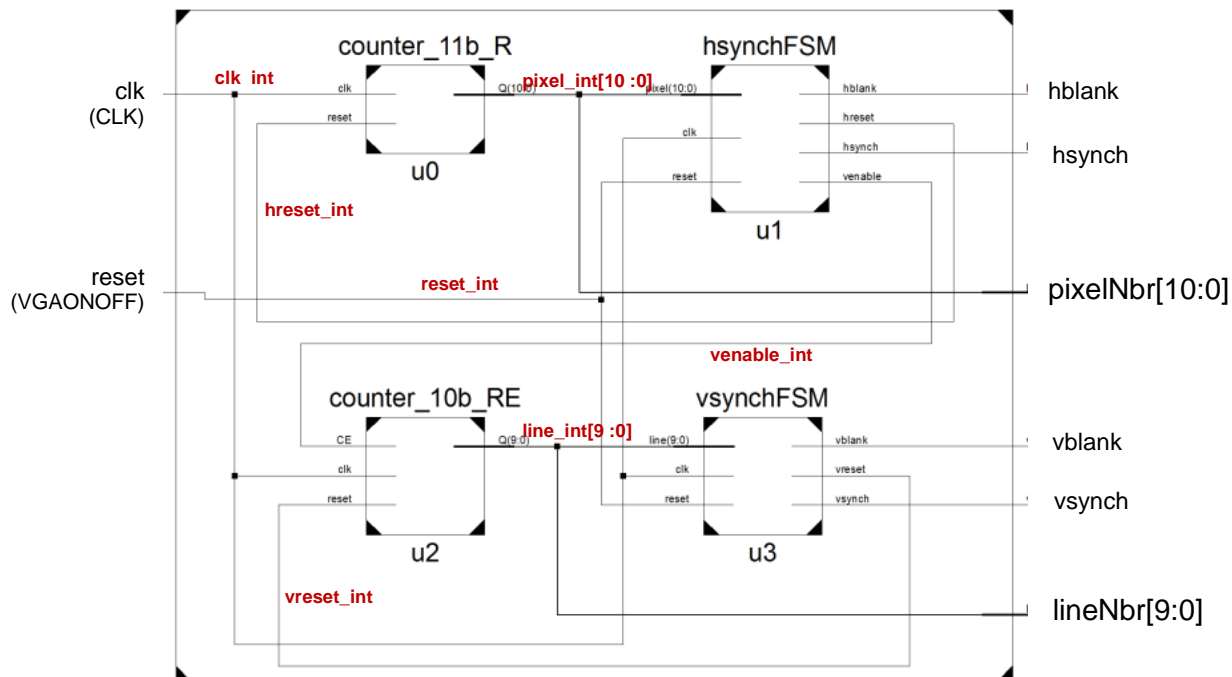 counter_11b_R
hsynchFSM
clk_int
pixel_int[10 :0]
clk
(CLK)
clk
Q(10:0)
pixel(10:0)
hblank
hblank
reset
hreset
clk
hsynch
hsynch
u0
reset
venable
hreset_int
u1
reset
(VGAONOFF)
reset_int
pixelNbr[10:0]
venable_int
counter_10b_RE
vsynchFSM
line_int[9 :0]
CE
Q(9:0)
line(9:0)
vblank
vblank
clk
clk
vreset
reset
reset
vsynch
vsynch
u2
u3
vreset_int
lineNbr[9:0]